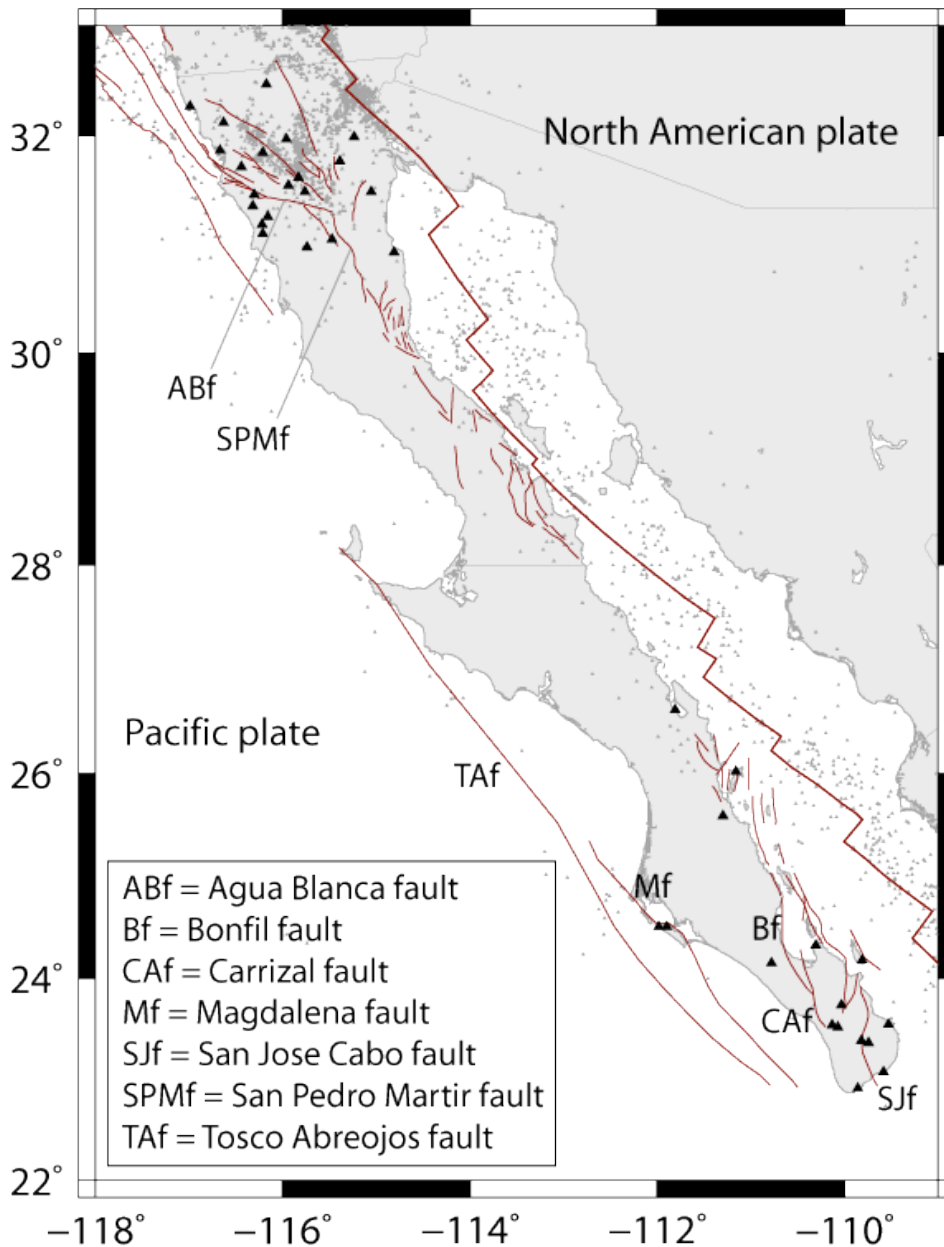 32°
North American plate
ABf
30°
SPMf
28°
Pacific plate
TAf
26°
ABf = Agua Blanca fault
Bf = Bonfil fault
CAf = Carrizal fault
Mf = Magdalena fault
SJf = San Jose Cabo fault
SPMf = San Pedro Martir fault
TAf = Tosco Abreojos fault
Mf
Bf
24°
CAf
SJf
22°
−118° −116° −114° −112° −110°